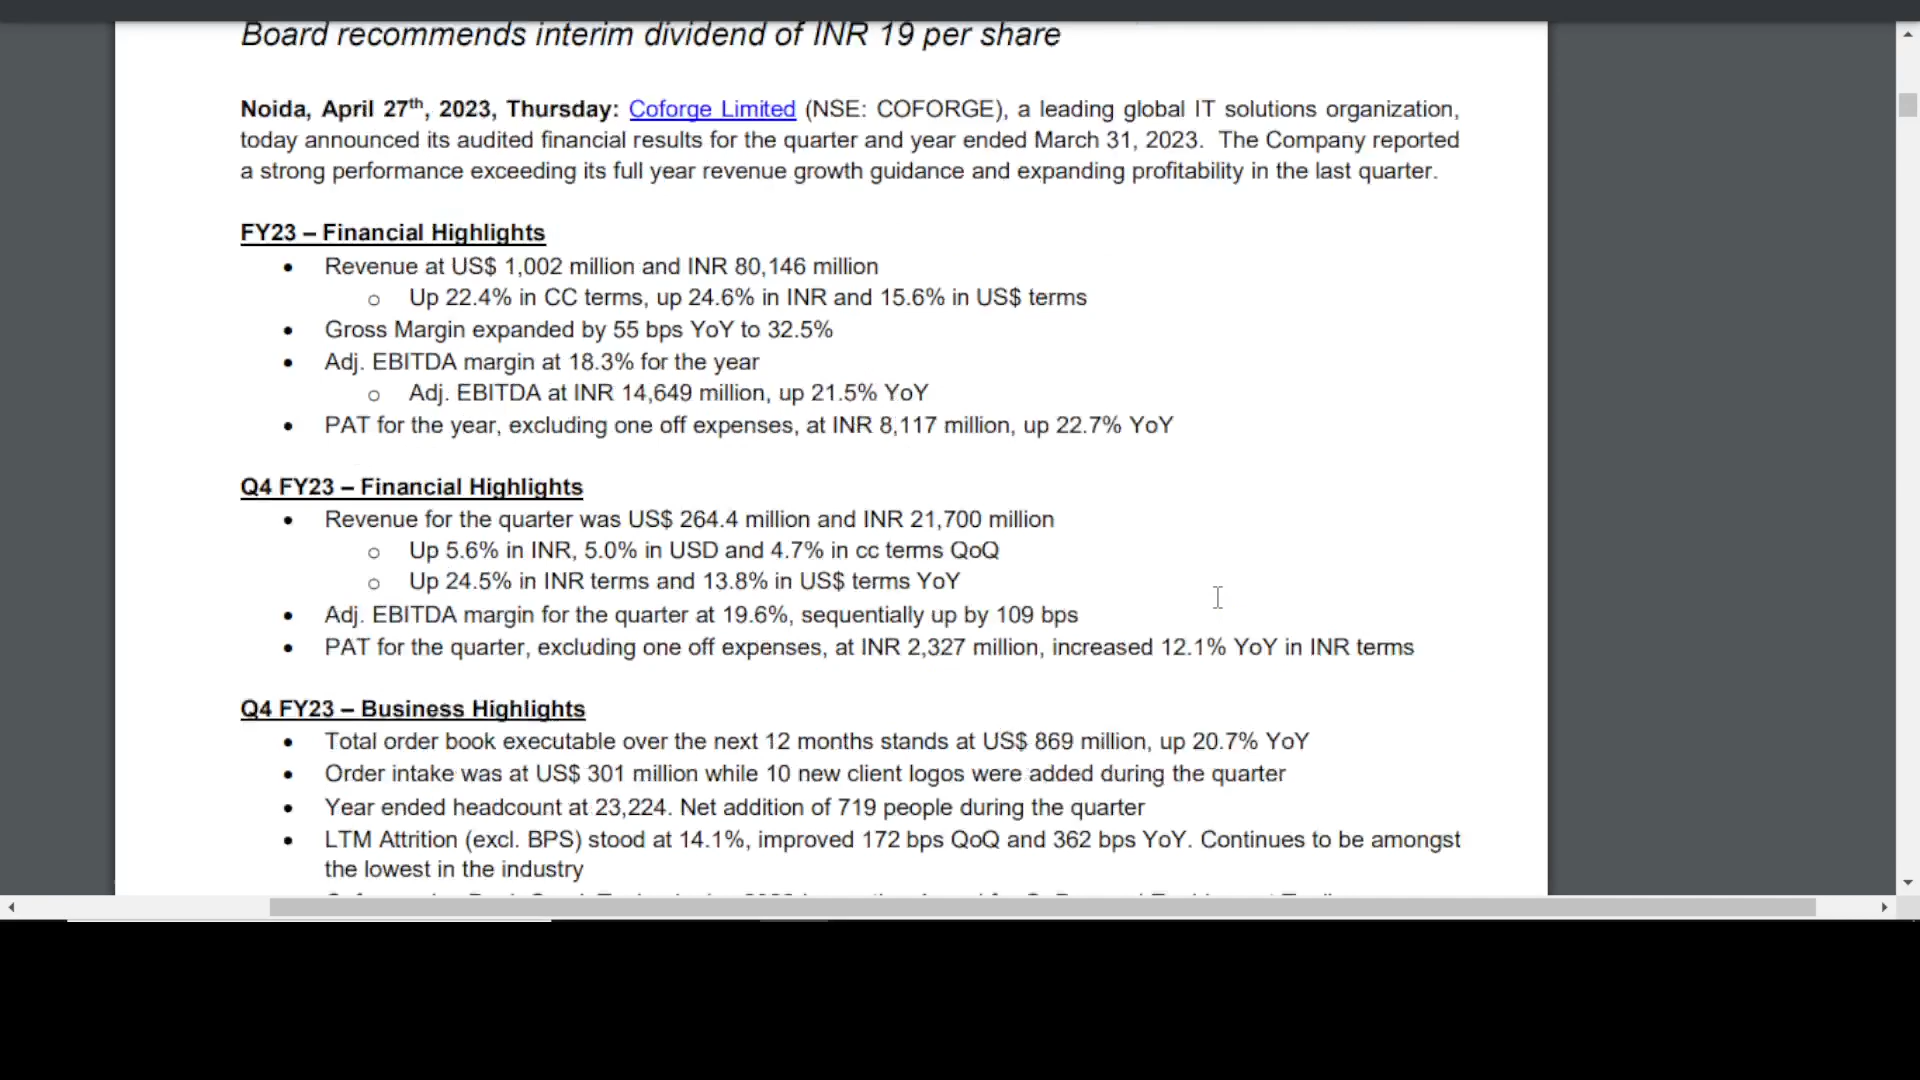 Board recommends interim dividend of INR 19 per share
Noida, April 27th, 2023, Thursday: Coforge Limited (NSE: COFORGE), a leading global IT solutions organization,
today announced its audited financial results for the quarter and year ended March 31, 2023. The Company reported
a strong performance exceeding its full year revenue growth guidance and expanding profitability in the last quarter.
FY23 – Financial Highlights
• Revenue at US$ 1,002 million and INR 80,146 million
o Up 22.4% in CC terms, up 24.6% in INR and 15.6% in US$ terms
• Gross Margin expanded by 55 bps YoY to 32.5%
• Adj. EBITDA margin at 18.3% for the year
o Adj. EBITDA at INR 14,649 million, up 21.5% YoY
• PAT for the year, excluding one off expenses, at INR 8,117 million, up 22.7% YoY
Q4 FY23 – Financial Highlights
• Revenue for the quarter was US$ 264.4 million and INR 21,700 million
o Up 5.6% in INR, 5.0% in USD and 4.7% in cc terms QoQ
o Up 24.5% in INR terms and 13.8% in US$ terms YoY
• Adj. EBITDA margin for the quarter at 19.6%, sequentially up by 109 bps
• PAT for the quarter, excluding one off expenses, at INR 2,327 million, increased 12.1% YoY in INR terms
Q4 FY23 – Business Highlights
• Total order book executable over the next 12 months stands at US$ 869 million, up 20.7% YoY
• Order intake was at US$ 301 million while 10 new client logos were added during the quarter
• Year ended headcount at 23,224. Net addition of 719 people during the quarter
• LTM Attrition (excl. BPS) stood at 14.1%, improved 172 bps QoQ and 362 bps YoY. Continues to be amongst
the lowest in the industry